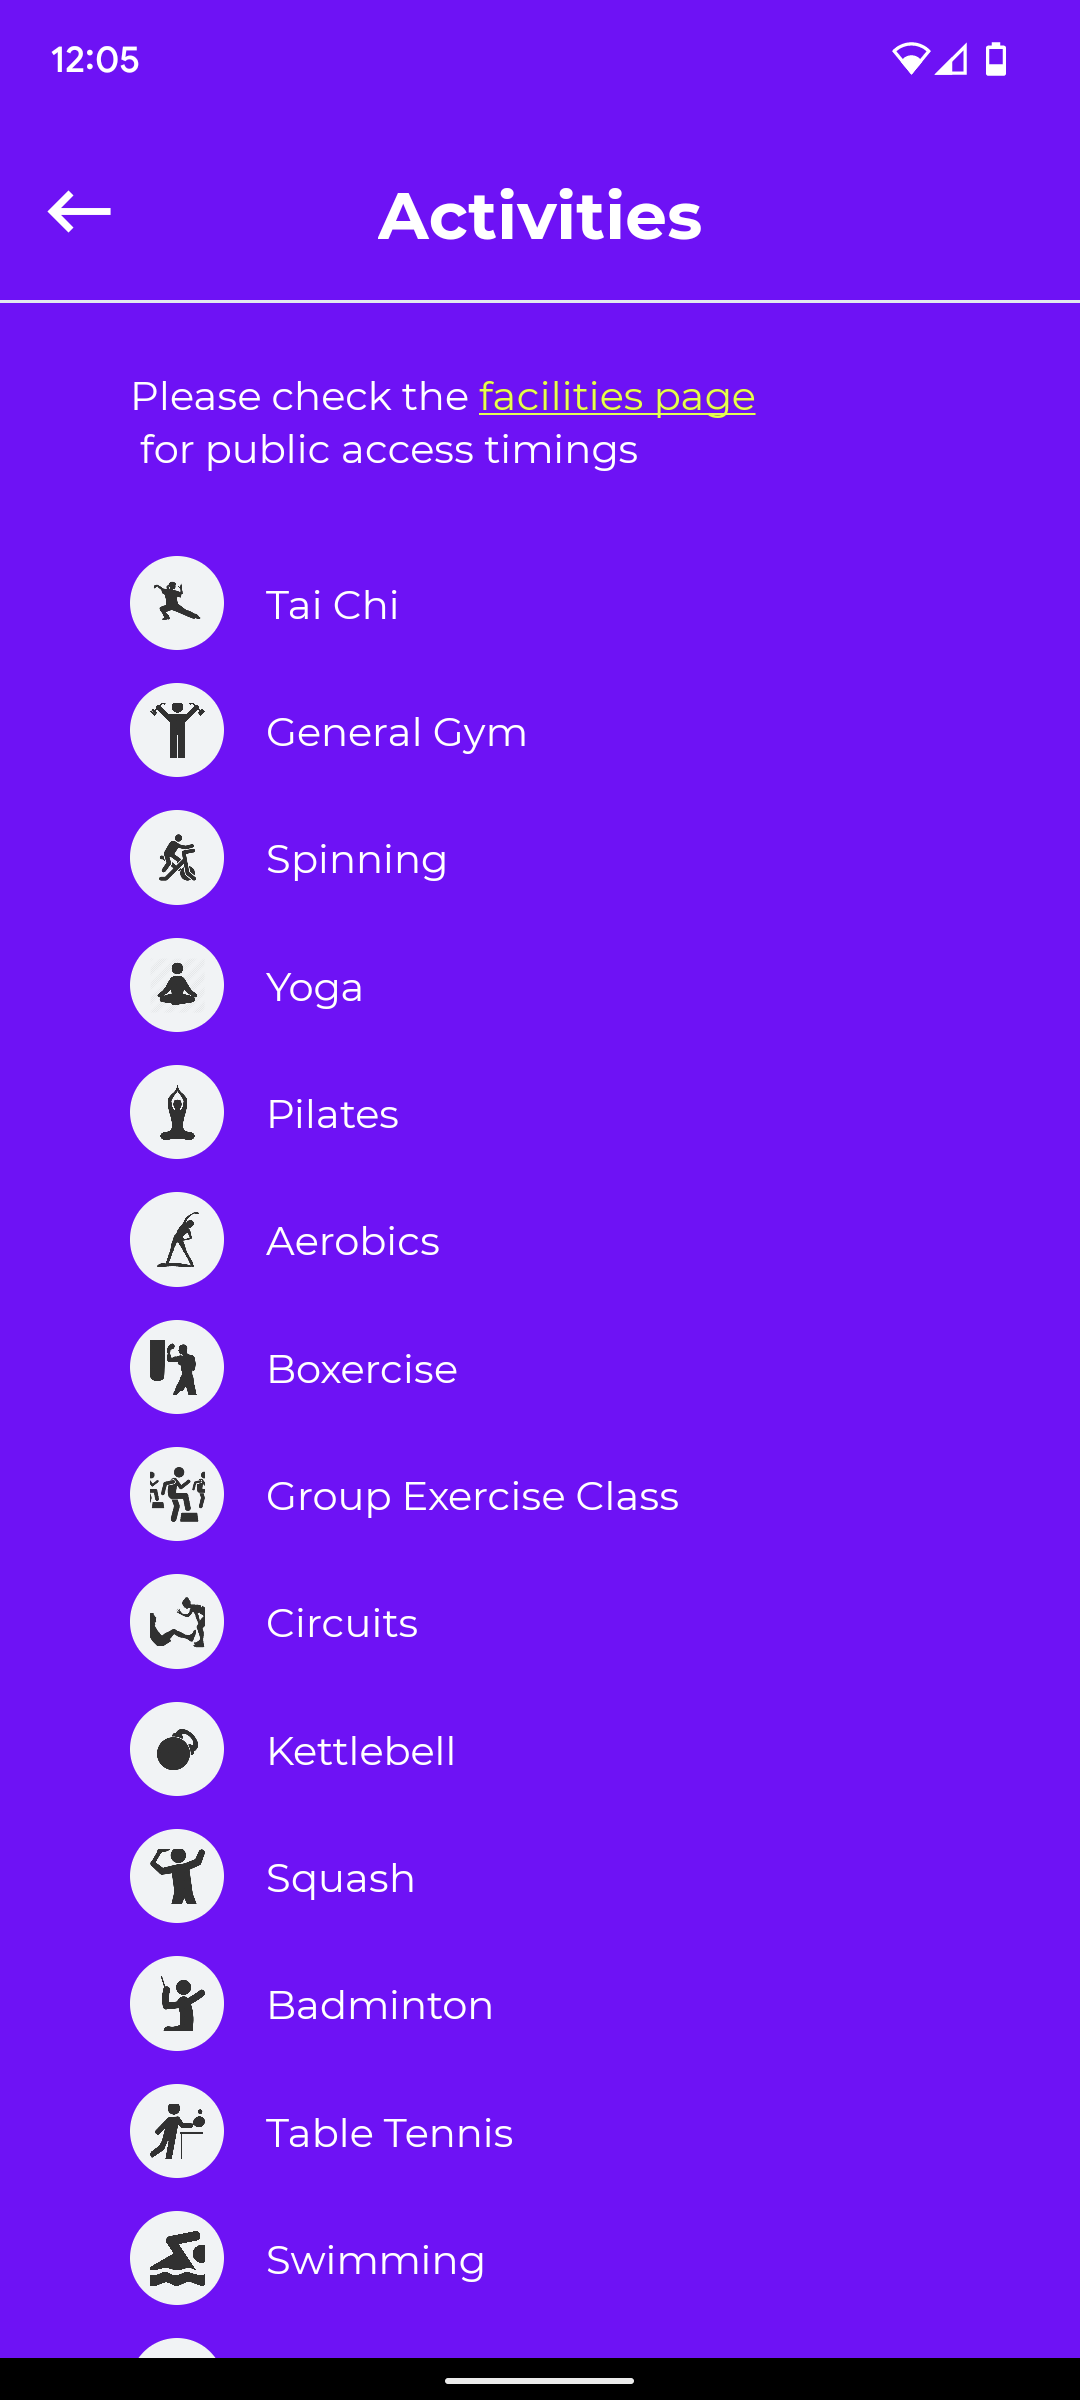 12:05
Activities
Please check the facilities page
for public access timings
Tai Chi
General Gym
Spinning
Yoga
Pilates
Aerobics
Boxercise
Group Exercise Class
Circuits
Kettlebell
Squash
Badminton
Table Tennis
Swimming